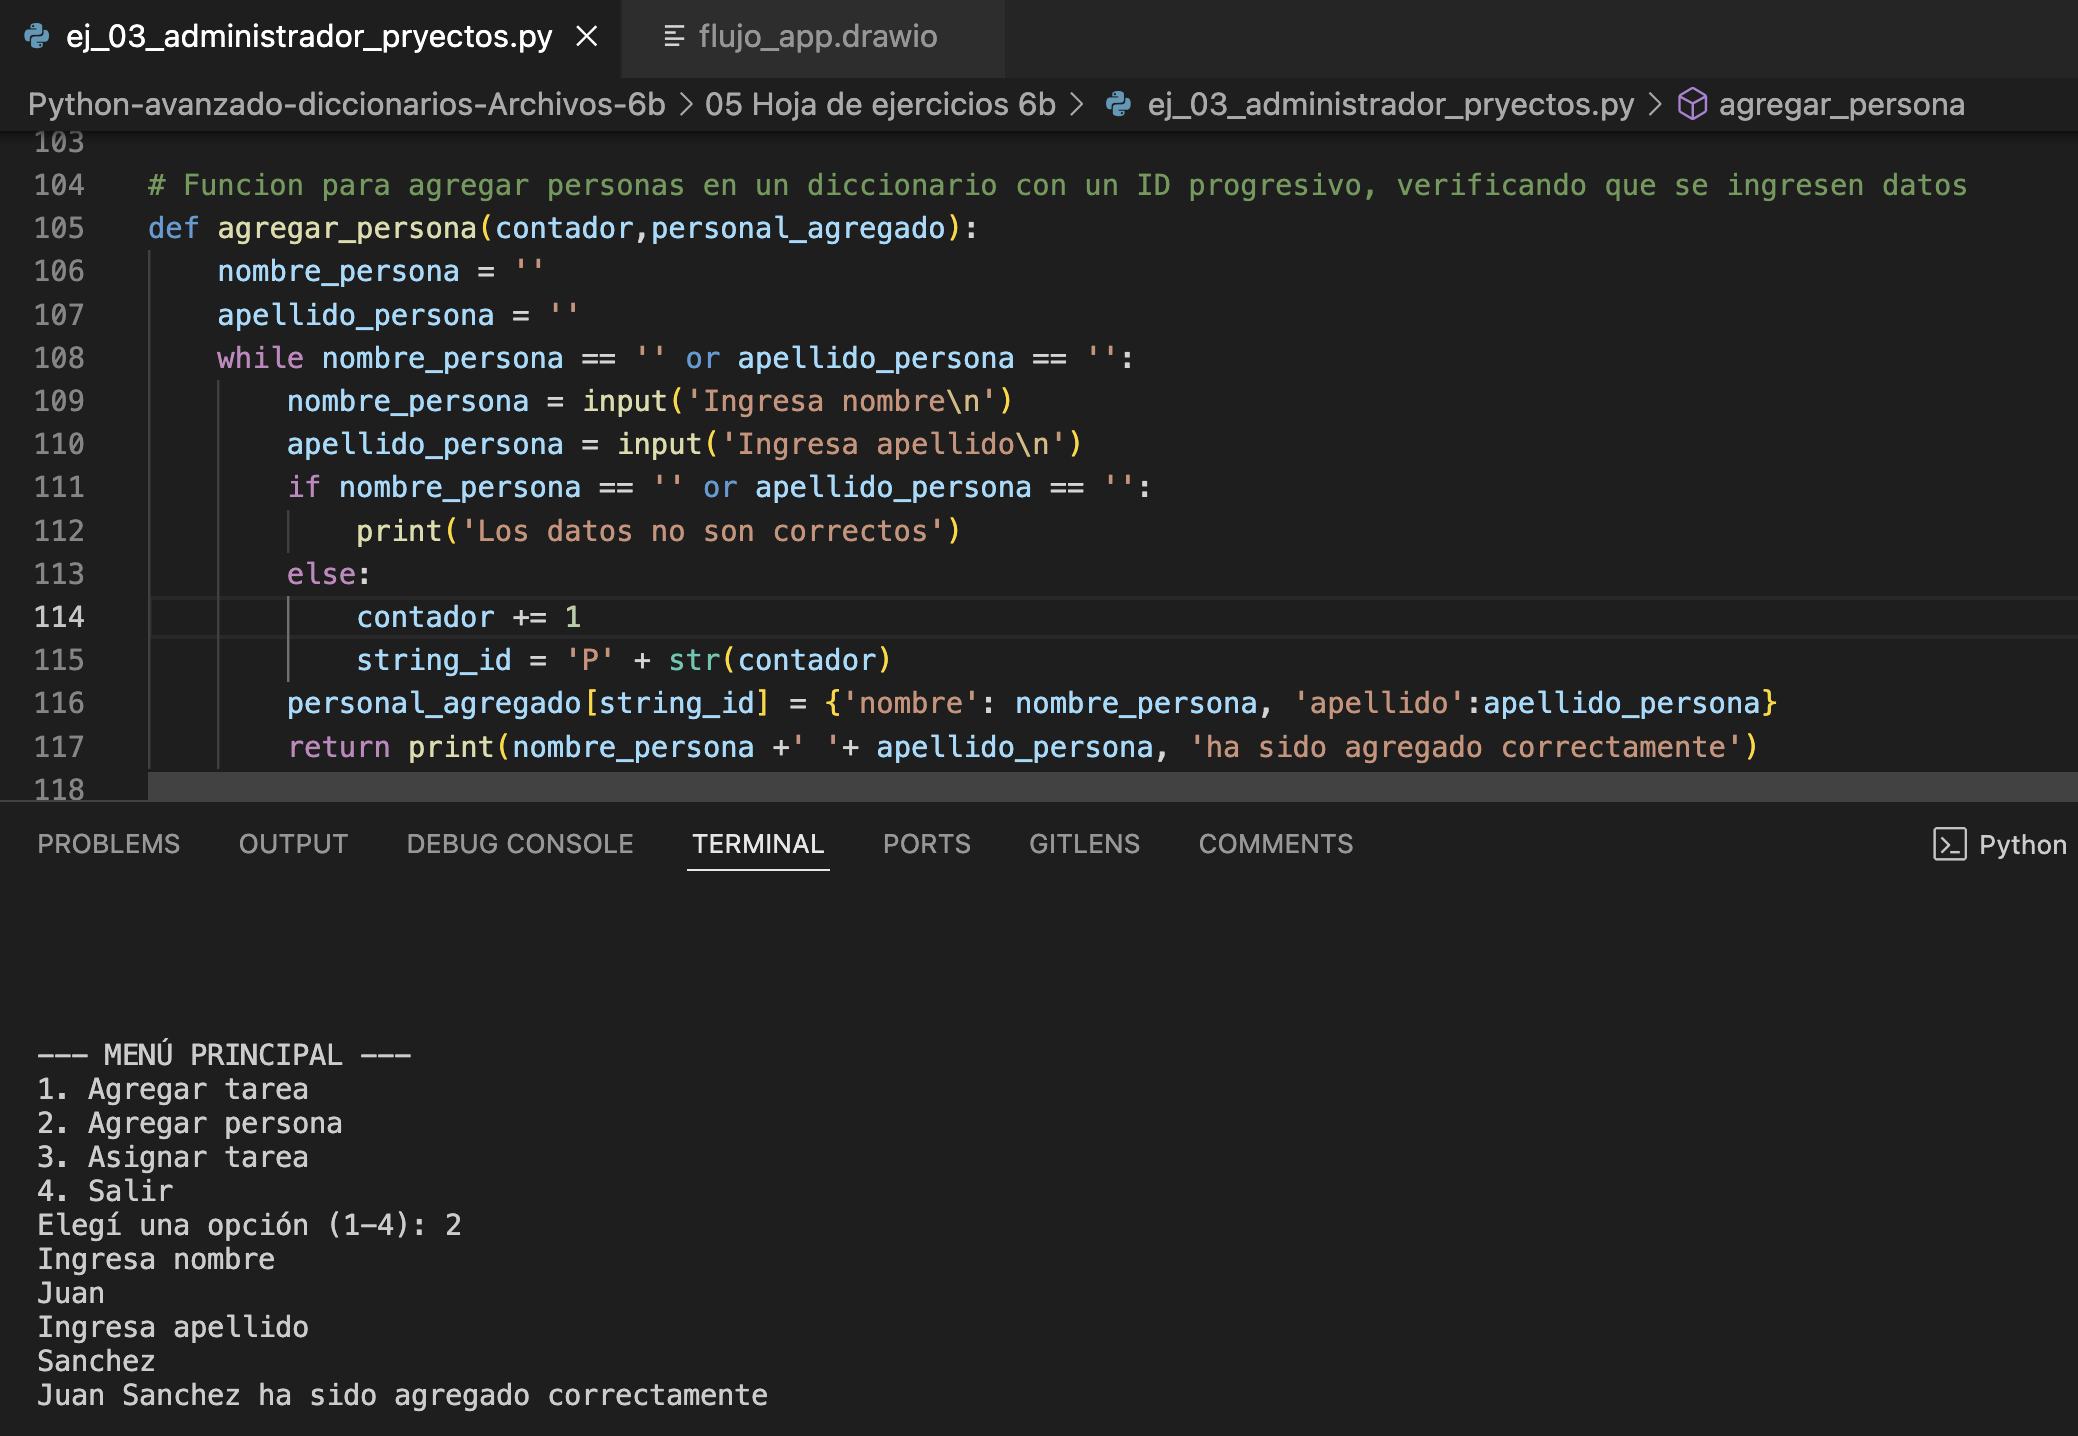 ej_03_administrador_pryectos.py
flujo_app.drawio
Python-avanzado-diccionarios-Archivos-6b > 05 Hoja de ejercicios 6b > ej_03_administrador_pryectos.py > agregar_persona
103
104 # Funcion para agregar personas en un diccionario con un ID progresivo, verificando que se ingresen datos
105 def agregar_persona(contador,personal_agregado):
106     nombre_persona = ''
107     apellido_persona = ''
108     while nombre_persona == '' or apellido_persona == '':
109         nombre_persona = input('Ingresa nombre\n')
110         apellido_persona = input('Ingresa apellido\n')
111         if nombre_persona == '' or apellido_persona == '':
112             print('Los datos no son correctos')
113         else:
114             contador += 1
115             string_id = 'P' + str(contador)
116         personal_agregado[string_id] = {'nombre': nombre_persona, 'apellido':apellido_persona}
117         return print(nombre_persona +' '+ apellido_persona, 'ha sido agregado correctamente')
118
PROBLEMS OUTPUT DEBUG CONSOLE TERMINAL PORTS GITLENS COMMENTS Python
--- MENÚ PRINCIPAL ---
1. Agregar tarea
2. Agregar persona
3. Asignar tarea
4. Salir
Elegí una opción (1-4): 2
Ingresa nombre
Juan
Ingresa apellido
Sanchez
Juan Sanchez ha sido agregado correctamente